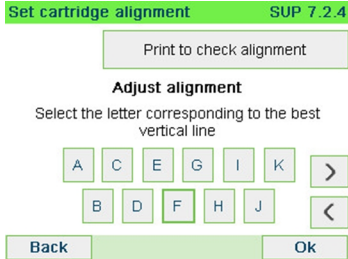 Set cartridge alignment SUP 7.2.4
Print to check alignment
Adjust alignment
Select the letter corresponding to the best
vertical line
A C E G I K >
B D F H J <
Back Ok